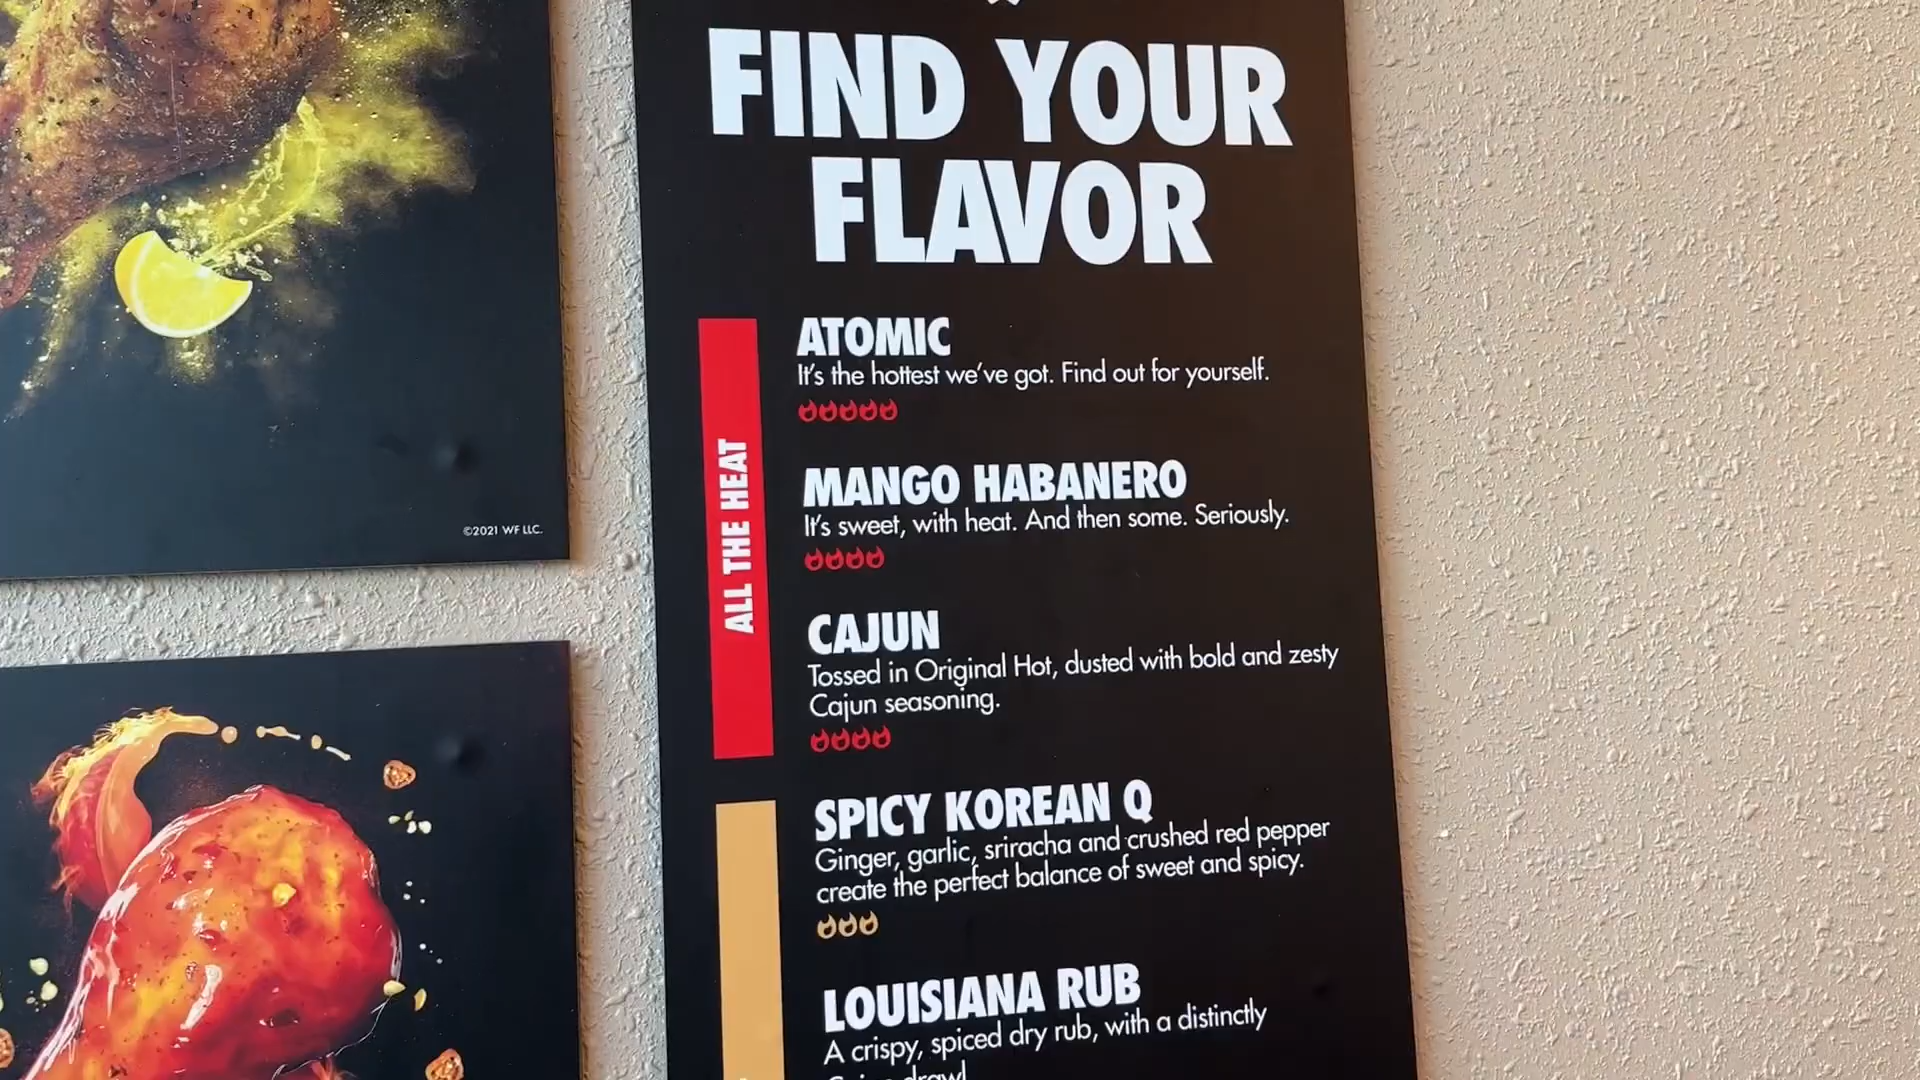 FIND YOUR
FLAVOR
ALL THE HEAT
ATOMIC
It's the hottest we've got. Find out for yourself.
MANGO HABANERO
It's sweet, with heat. And then some. Seriously.
CAJUN
Tossed in Original Hot, dusted with bold and zesty
Cajun seasoning.
SPICY KOREAN Q
Ginger, garlic, sriracha and crushed red pepper
create the perfect balance of sweet and spicy.
LOUISIANA RUB
A crispy, spiced dry rub, with a distinctly
drawl
©2021 WF LLC.